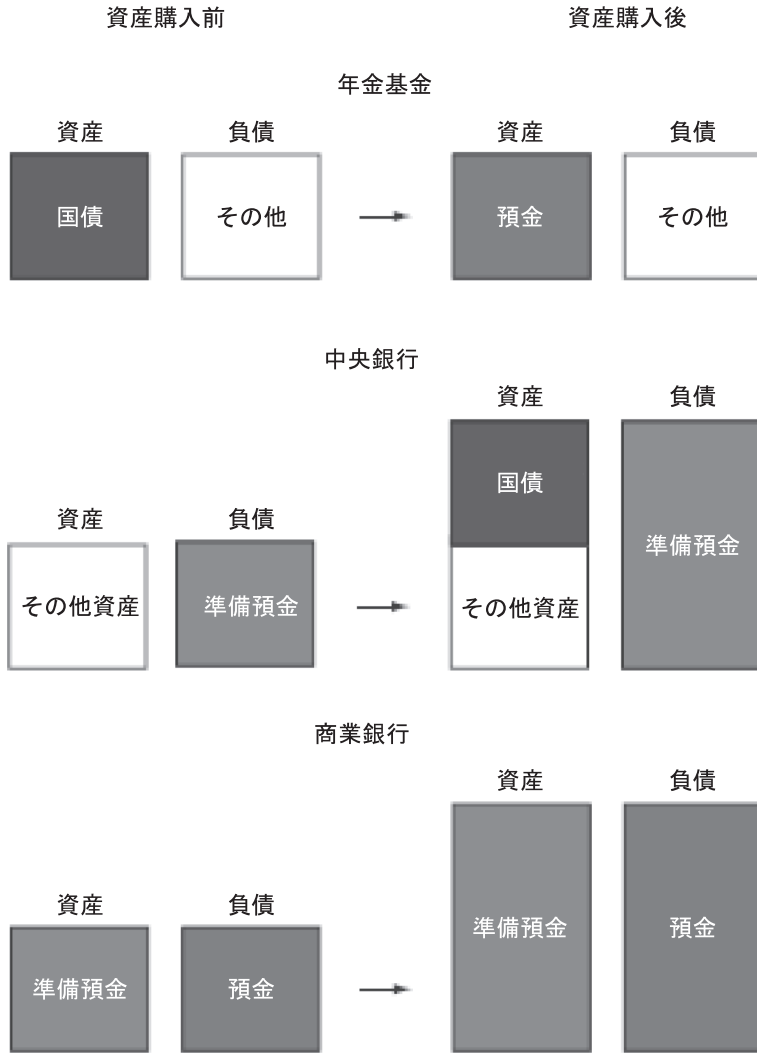 資産購入前 資産購入後
年金基金
資産 負債 資産 負債
国債 その他 預金 その他
中央銀行
資産 負債
国債
資産 負債
準備預金
その他資産 準備預金 その他資産
商業銀行
資産 負債
資産 負債
準備預金 預金
準備預金 預金